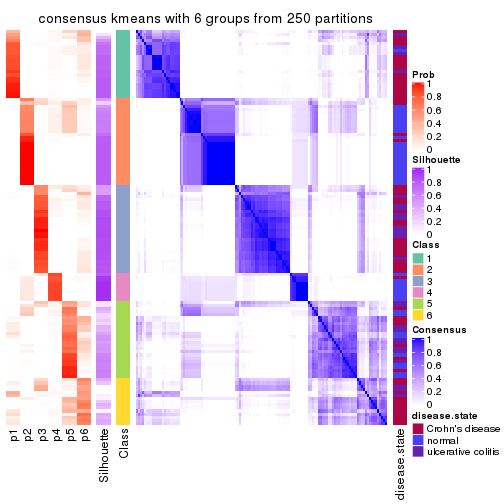 consensus kmeans with 6 groups from 250 partitions
p1
p2
p3
p4
p5
p6
Silhouette
Class
disease.state
Prob
1
0.8
0.6
0.4
0.2
0
Silhouette
1
0.8
0.6
0.4
0.2
0
Class
1
2
3
4
5
6
Consensus
1
0.8
0.6
0.4
0.2
0
disease.state
Crohn's disease
normal
ulcerative colitis